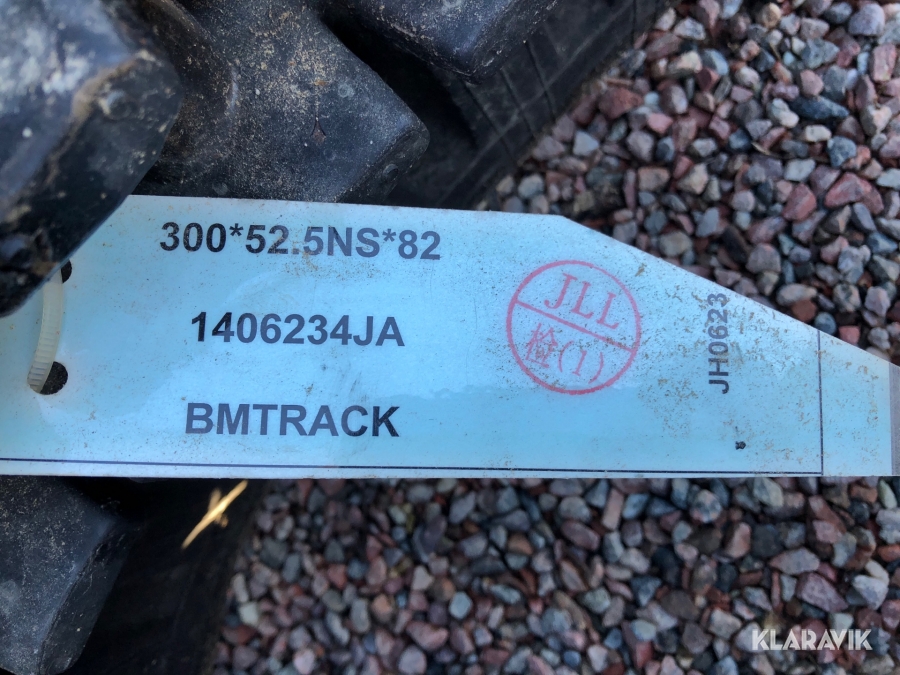 300*52.5NS*82
1406234JA
BMTRACK
JLL
检(1)
JH0623
KLARAVIK